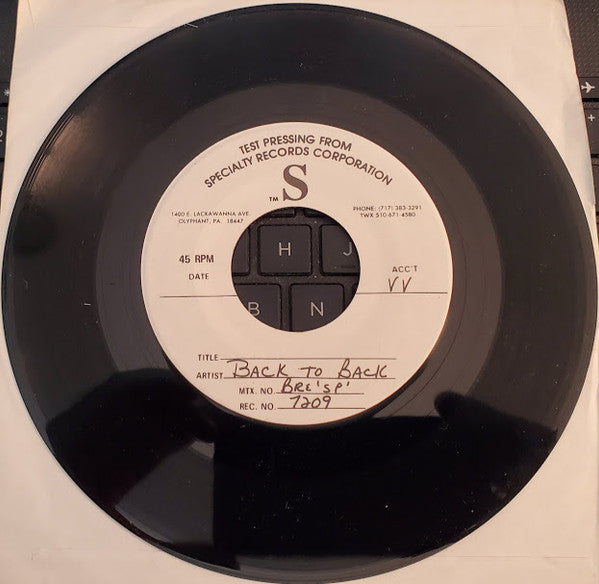 TEST PRESSING FROM
SPECIALTY RECORDS CORPORATION
TM S
1400 E. LACKAWANNA AVE.
OLYPHANT, PA. 18447
PHONE: (717) 383-3291
TWX 510-671-4580
45 RPM
DATE
ACC'T
VV
H J
B N
TITLE
ARTIST BACK TO BACK
MTX. NO. BRE'SP'
REC. NO. 7209